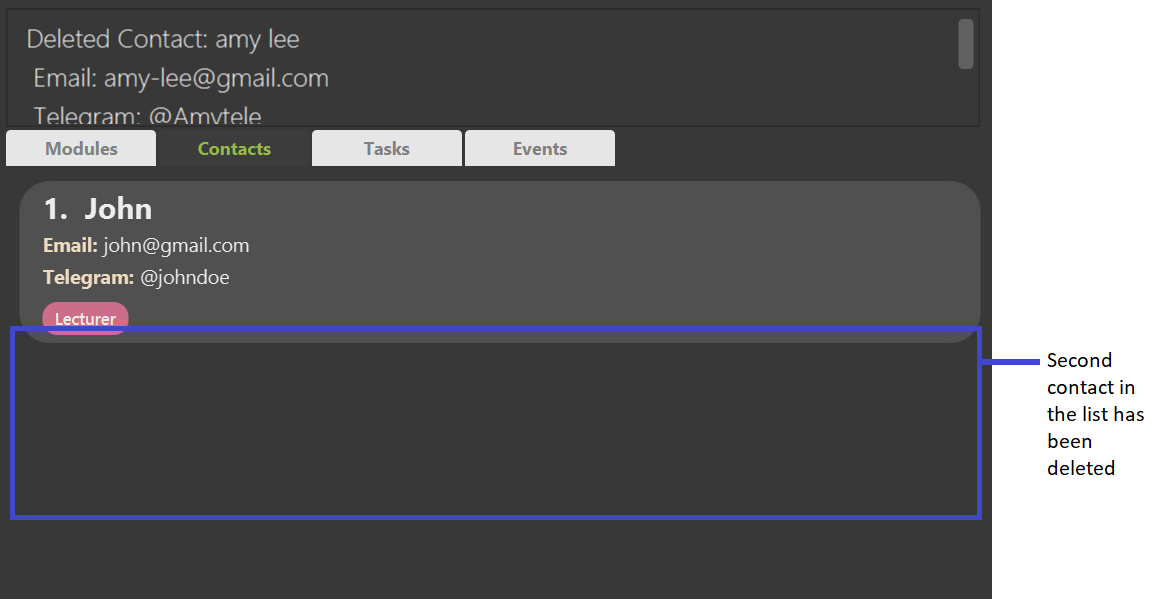 Deleted Contact: amy lee
Email: amy-lee@gmail.com
Telegram: @Amytele
Modules Contacts Tasks Events
1. John
Email: john@gmail.com
Telegram: @johndoe
Lecturer
Second
contact in
the list has
been
deleted